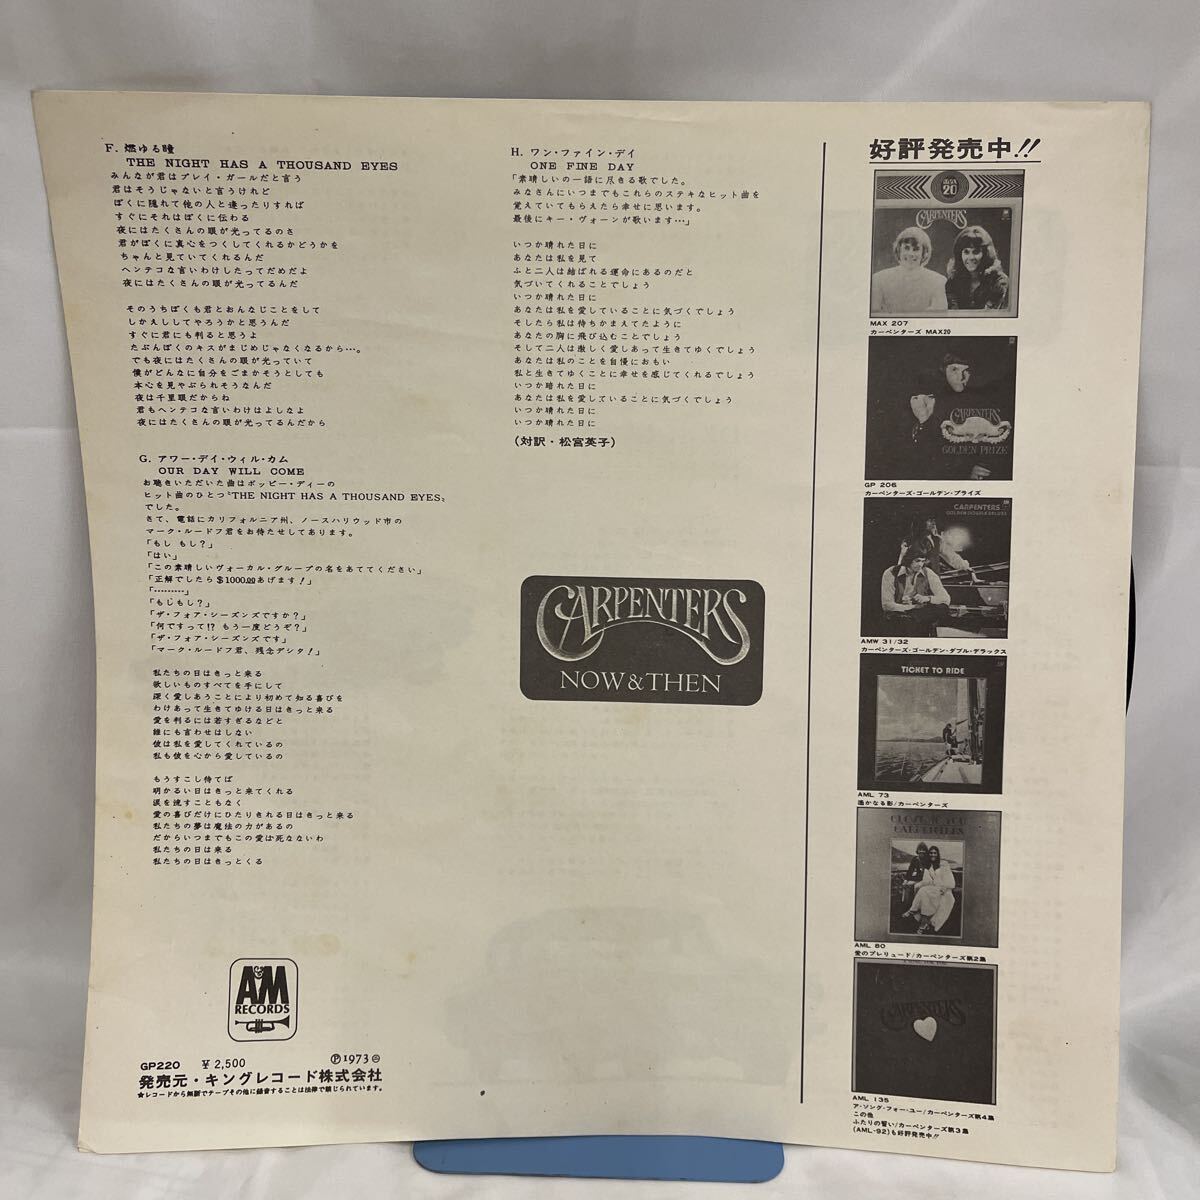 F. 燃ゆる瞳
THE NIGHT HAS A THOUSAND EYES
みんなが君はプレイ・ガールだと言う
君はそうじゃないと言うけれど
ぼくに隠れて他の人と逢ったりすれば
すぐにそれはぼくに伝わる
夜にはたくさんの眼が光ってるのさ
君がぼくに真心をつくしてくれるかどうかを
ちゃんと見ていてくれるんだ
ヘンテコな言いわけしたってだめだよ
夜にはたくさんの眼が光ってるんだ
そのうちぼくも君とおんなじことをして
しかえししてやろうかと思うんだ
すぐに君にも判ると思うよ
たぶんぼくのキスがまじめじゃなくなるから…。
でも夜にはたくさんの眼が光っていて
僕がどんなに自分をごまかそうとしても
本心を見やぶられそうなんだ
夜は千里眼だからね
君もヘンテコな言いわけはよしなよ
夜にはたくさんの眼が光ってるんだから
G. アワー・デイ・ウィル・カム
OUR DAY WILL COME
お聴きいただいた曲はボッビー・ディーの
ヒット曲のひとつ“THE NIGHT HAS A THOUSAND EYES„
でした。
さて、電話にカリフォルニア州、ノースハリウッド市の
マーク・ルードフ君をお待たせしてあります。
「もし もし？」
「はい」
「この素晴しいヴォーカル・グループの名をあててください」
「正解でしたら$1000.00あげます！」
「………」
「もじもし？」
「ザ・フォア・シーズンズですか？」
「何ですって!? もう一度どうぞ？」
「ザ・フォア・シーズンズです」
「マーク・ルードフ君、残念デシタ！」
私たちの日はきっと来る
欲しいものすべてを手にして
深く愛しあうことにより初めて知る喜びを
わけあって生きてゆける日はきっと来る
愛を判るには若すぎるなどと
誰にも言わせはしない
彼は私を愛してくれているの
私も彼を心から愛しているの
もうすこし待てば
明かるい日はきっと来てくれる
涙を流すこともなく
愛の喜びだけにひたりきれる日はきっと来る
私たちの夢は魔法の力があるの
だからいつまでもこの愛は死なないわ
私たちの日は来る
私たちの日はきっとくる
A&M
RECORDS
GP220 ￥2,500 Ⓟ1973
発売元・キングレコード株式会社
★レコードから無断でテープその他に録音することは法律で禁じられています。
H. ワン・ファイン・デイ
ONE FINE DAY
「素晴しいの一語に尽きる歌でした。
みなさんにいつまでもこれらのステキなヒット曲を
覚えていてもらえたら幸せに思います。
最後にキー・ヴォーンが歌います…」
いつか晴れた日に
あなたは私を見て
ふと二人は結ばれる運命にあるのだと
気づいてくれることでしょう
いつか晴れた日に
あなたは私を愛していることに気づくでしょう
そしたら私は待ちかまえてたように
あなたの胸に飛び込むことでしょう
そして二人は激しく愛しあって生きてゆくでしょう
あなたは私のことを自慢におもい
私と生きてゆくことに幸せを感じてくれるでしょう
いつか晴れた日に
あなたは私を愛していることに気づくでしょう
いつか晴れた日に
いつか晴れた日に
(対訳・松宮英子)
CARPENTERS
NOW & THEN
好評発売中!!
MAX
20
CARPENTERS
MAX 207
カーペンターズ MAX20
CARPENTERS
GOLDEN PRIZE
GP 206
カーペンターズ・ゴールデン・プライズ
CARPENTERS
GOLDEN DOUBLE DELUXE
AMW 31/32
カーペンターズ・ゴールデン・ダブル・デラックス
TICKET TO RIDE
AML 73
遙かなる影/カーペンターズ
CLOSE TO YOU
CARPENTERS
AML 80
愛のプレリュード/カーペンターズ第2集
CARPENTERS
AML 135
ア・ソング・フォー・ユー/カーペンターズ第4集
この他
ふたりの誓い/カーペンターズ第3集
(AML-92)も好評発売中!!